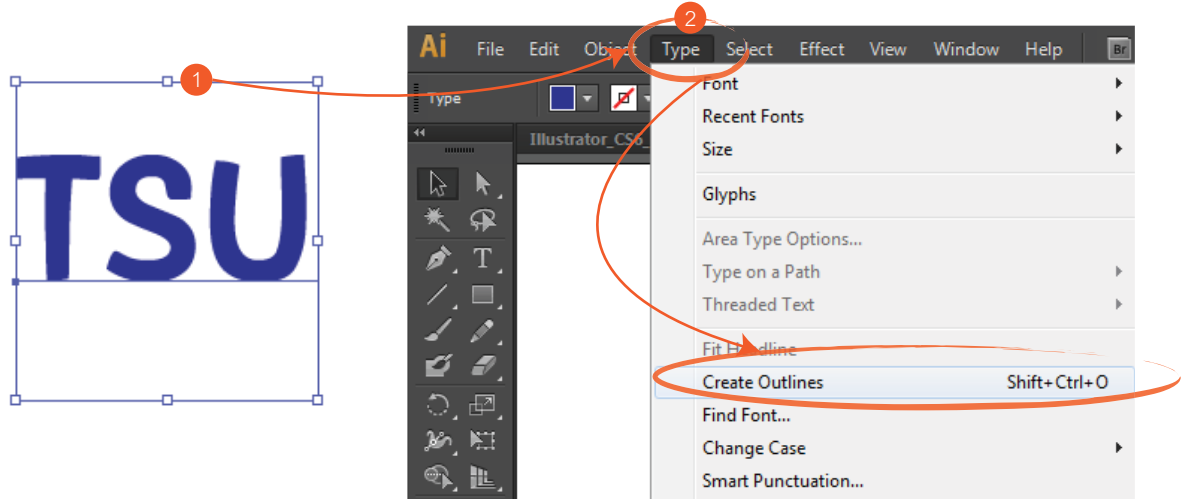 1
TSU
2
Ai File Edit Object Type Select Effect View Window Help Br
Type
Illustrator_CS6_
T
Font
Recent Fonts
Size
Glyphs
Area Type Options...
Type on a Path
Threaded Text
Fit Headline
Create Outlines Shift+Ctrl+O
Find Font...
Change Case
Smart Punctuation...